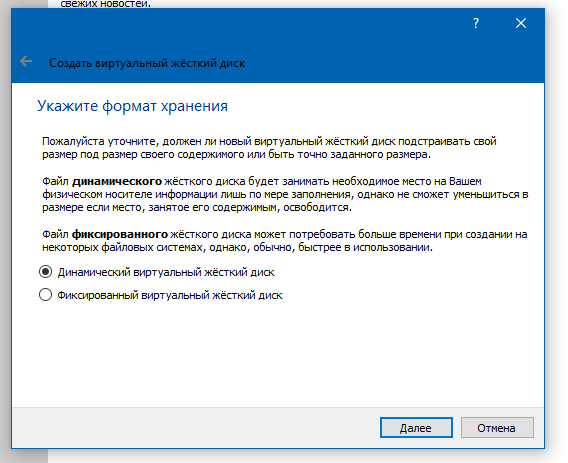 свежих новостей.
?
Создать виртуальный жёсткий диск
Укажите формат хранения
Пожалуйста уточните, должен ли новый виртуальный жёсткий диск подстраивать свой
размер под размер своего содержимого или быть точно заданного размера.
Файл динамического жёсткого диска будет занимать необходимое место на Вашем
физическом носителе информации лишь по мере заполнения, однако не сможет уменьшиться в
размере если место, занятое его содержимым, освободится.
Файл фиксированного жёсткого диска может потребовать больше времени при создании на
некоторых файловых системах, однако, обычно, быстрее в использовании.
Динамический виртуальный жёсткий диск
Фиксированный виртуальный жёсткий диск
Далее
Отмена